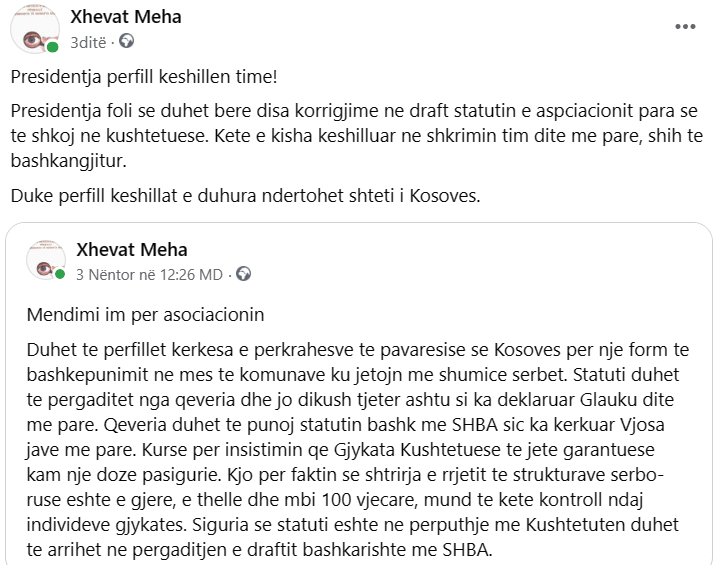 Xhevat Meha
3ditë ·
Presidentja perfill keshillen time!
Presidentja foli se duhet bere disa korrigjime ne draft statutin e aspciacionit para se
te shkoj ne kushtetuese. Kete e kisha keshilluar ne shkrimin tim dite me pare, shih te
bashkangjitur.
Duke perfill keshillat e duhura ndertohet shteti i Kosoves.
Xhevat Meha
3 Nëntor në 12:26 MD ·
Mendimi im per asociacionin
Duhet te perfillet kerkesa e perkrahesve te pavaresise se Kosoves per nje form te
bashkepunimit ne mes te komunave ku jetojn me shumice serbet. Statuti duhet
te pergaditet nga qeveria dhe jo dikush tjeter ashtu si ka deklaruar Glauku dite
me pare. Qeveria duhet te punoj statutin bashk me SHBA sic ka kerkuar Vjosa
jave me pare. Kurse per insistimin qe Gjykata Kushtetuese te jete garantuese
kam nje doze pasigurie. Kjo per faktin se shtrirja e rrjetit te strukturave serbo-
ruse eshte e gjere, e thelle dhe mbi 100 vjecare, mund te kete kontroll ndaj
individeve gjykates. Siguria se statuti eshte ne perputhje me Kushtetuten duhet
te arrihet ne pergaditjen e draftit bashkarishte me SHBA.